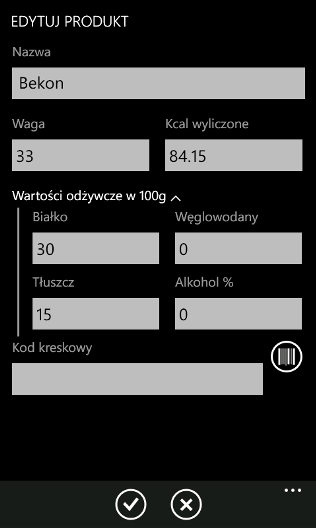 EDYTUJ PRODUKT
Nazwa
Bekon
Waga Kcal wyliczone
33 84.15
Wartości odżywcze w 100g
Białko Węglowodany
30 0
Tłuszcz Alkohol %
15 0
Kod kreskowy